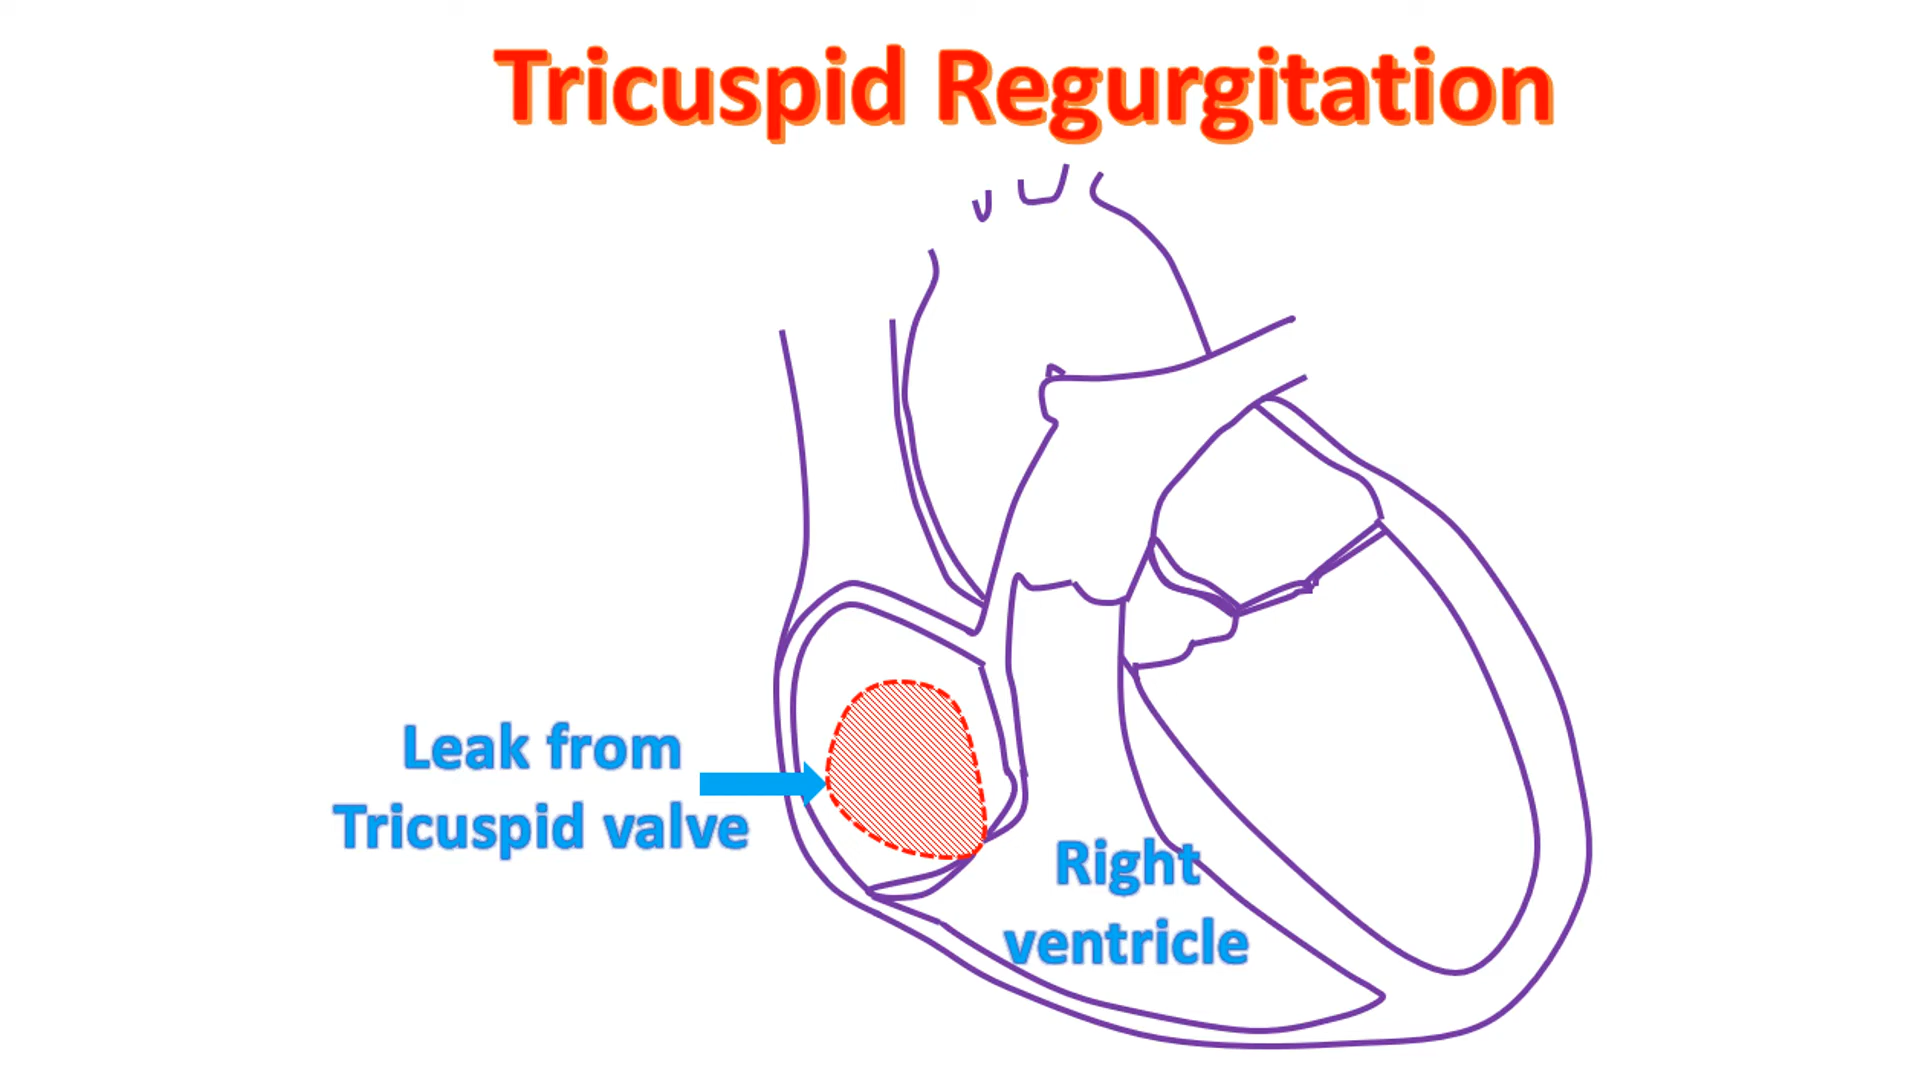 Tricuspid Regurgitation
Leak from
Tricuspid valve
Right
ventricle